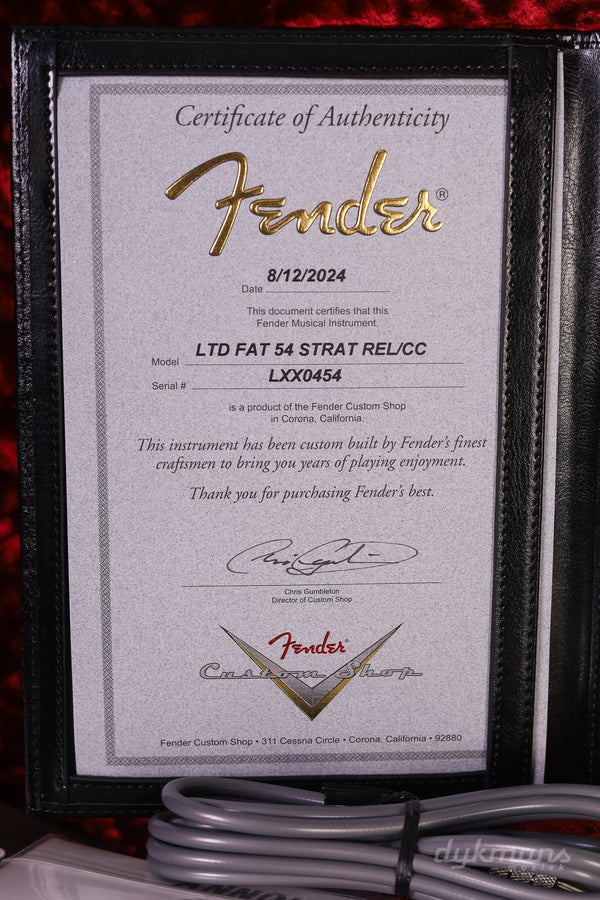 Certificate of Authenticity
Fender®
8/12/2024
Date
This document certifies that this
Fender Musical Instrument,
LTD FAT 54 STRAT REL/CC
Model
LXX0454
Serial #
is a product of the Fender Custom Shop
in Corona, California.
This instrument has been custom built by Fender's finest
craftsmen to bring you years of playing enjoyment.
Thank you for purchasing Fender's best.
Chris Gumbleton
Director of Custom Shop
Fender®
Custom Shop
Fender Custom Shop • 311 Cessna Circle • Corona, California • 92880
dykmans
muziek